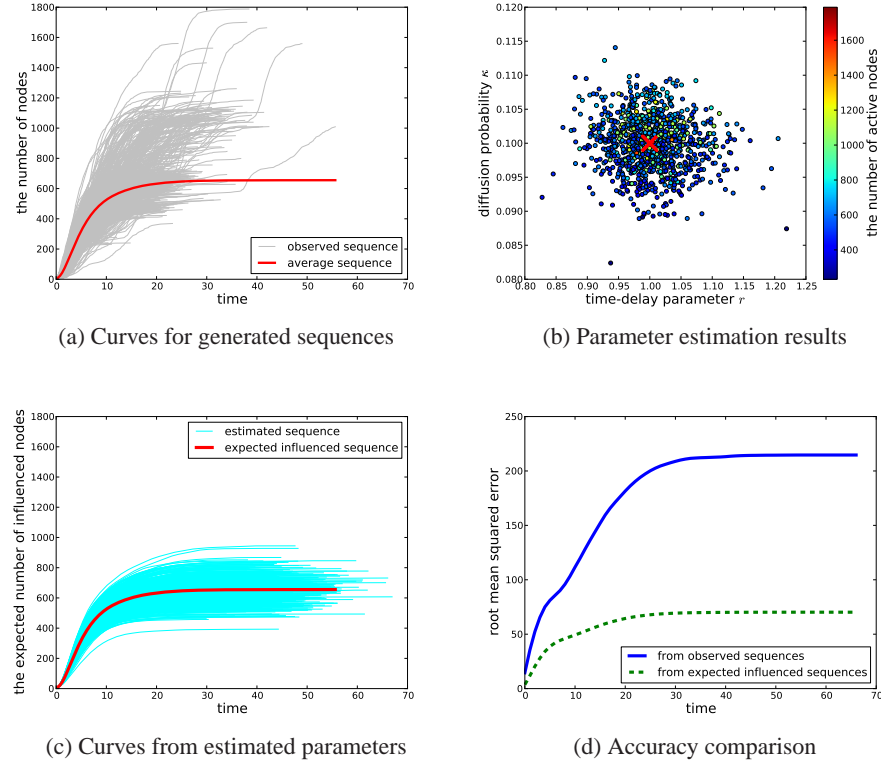 1800
1600
1400
1200
1000
800
600
400
200
0
the number of nodes
0 10 20 30 40 50 60 70
time
observed sequence
average sequence
(a) Curves for generated sequences
0.120
0.115
0.110
0.105
0.100
0.095
0.090
0.085
0.080
diffusion probability κ
0.80 0.85 0.90 0.95 1.00 1.05 1.10 1.15 1.20 1.25
time-delay parameter r
1600
1400
1200
1000
800
600
400
the number of active nodes
(b) Parameter estimation results
1800
1600
1400
1200
1000
800
600
400
200
0
the expected number of influenced nodes
0 10 20 30 40 50 60 70
time
estimated sequence
expected influenced sequence
(c) Curves from estimated parameters
250
200
150
100
50
0
root mean squared error
0 10 20 30 40 50 60 70
time
from observed sequences
from expected influenced sequences
(d) Accuracy comparison